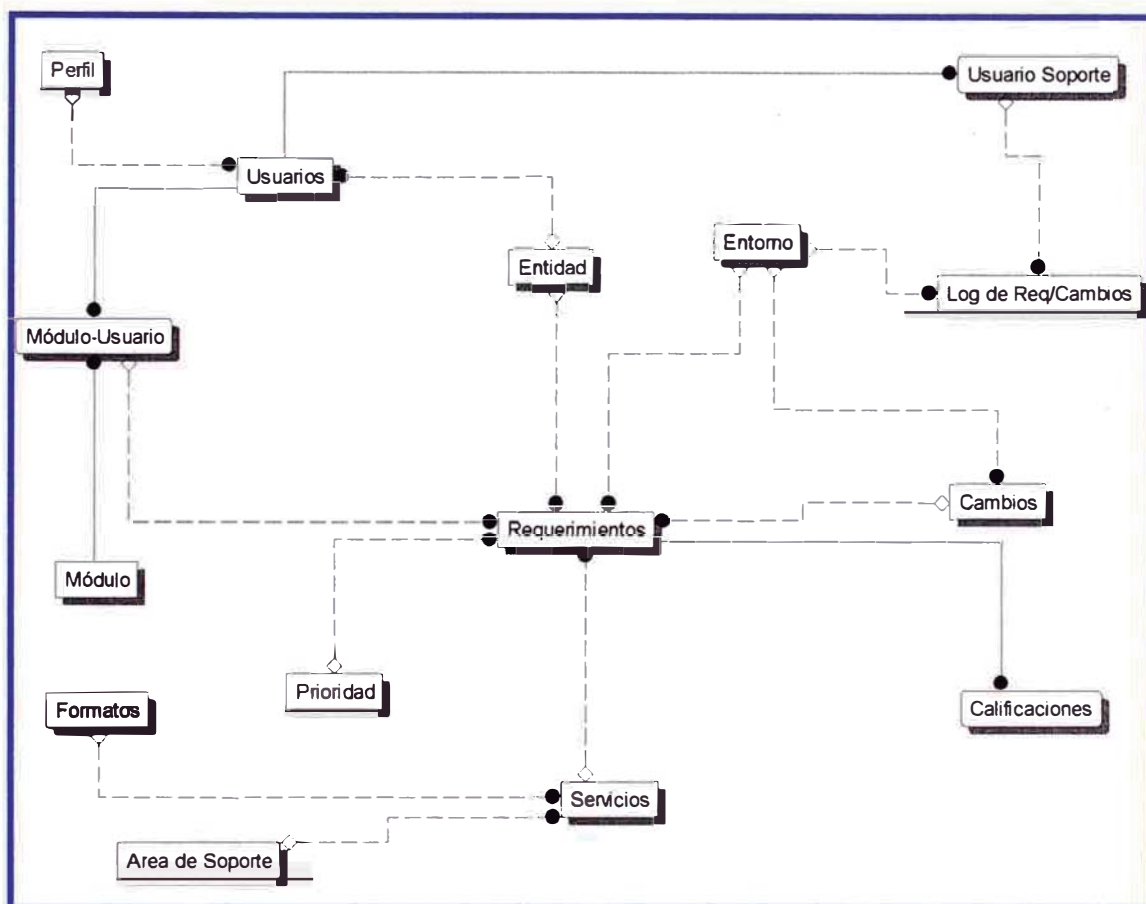 Perfil
Usuario Soporte
Usuarios
Entidad
Entorno
Log de Req/Cambios
Módulo-Usuario
Cambios
Requerimientos
Módulo
Prioridad
Formatos
Calificaciones
Servicios
Area de Soporte